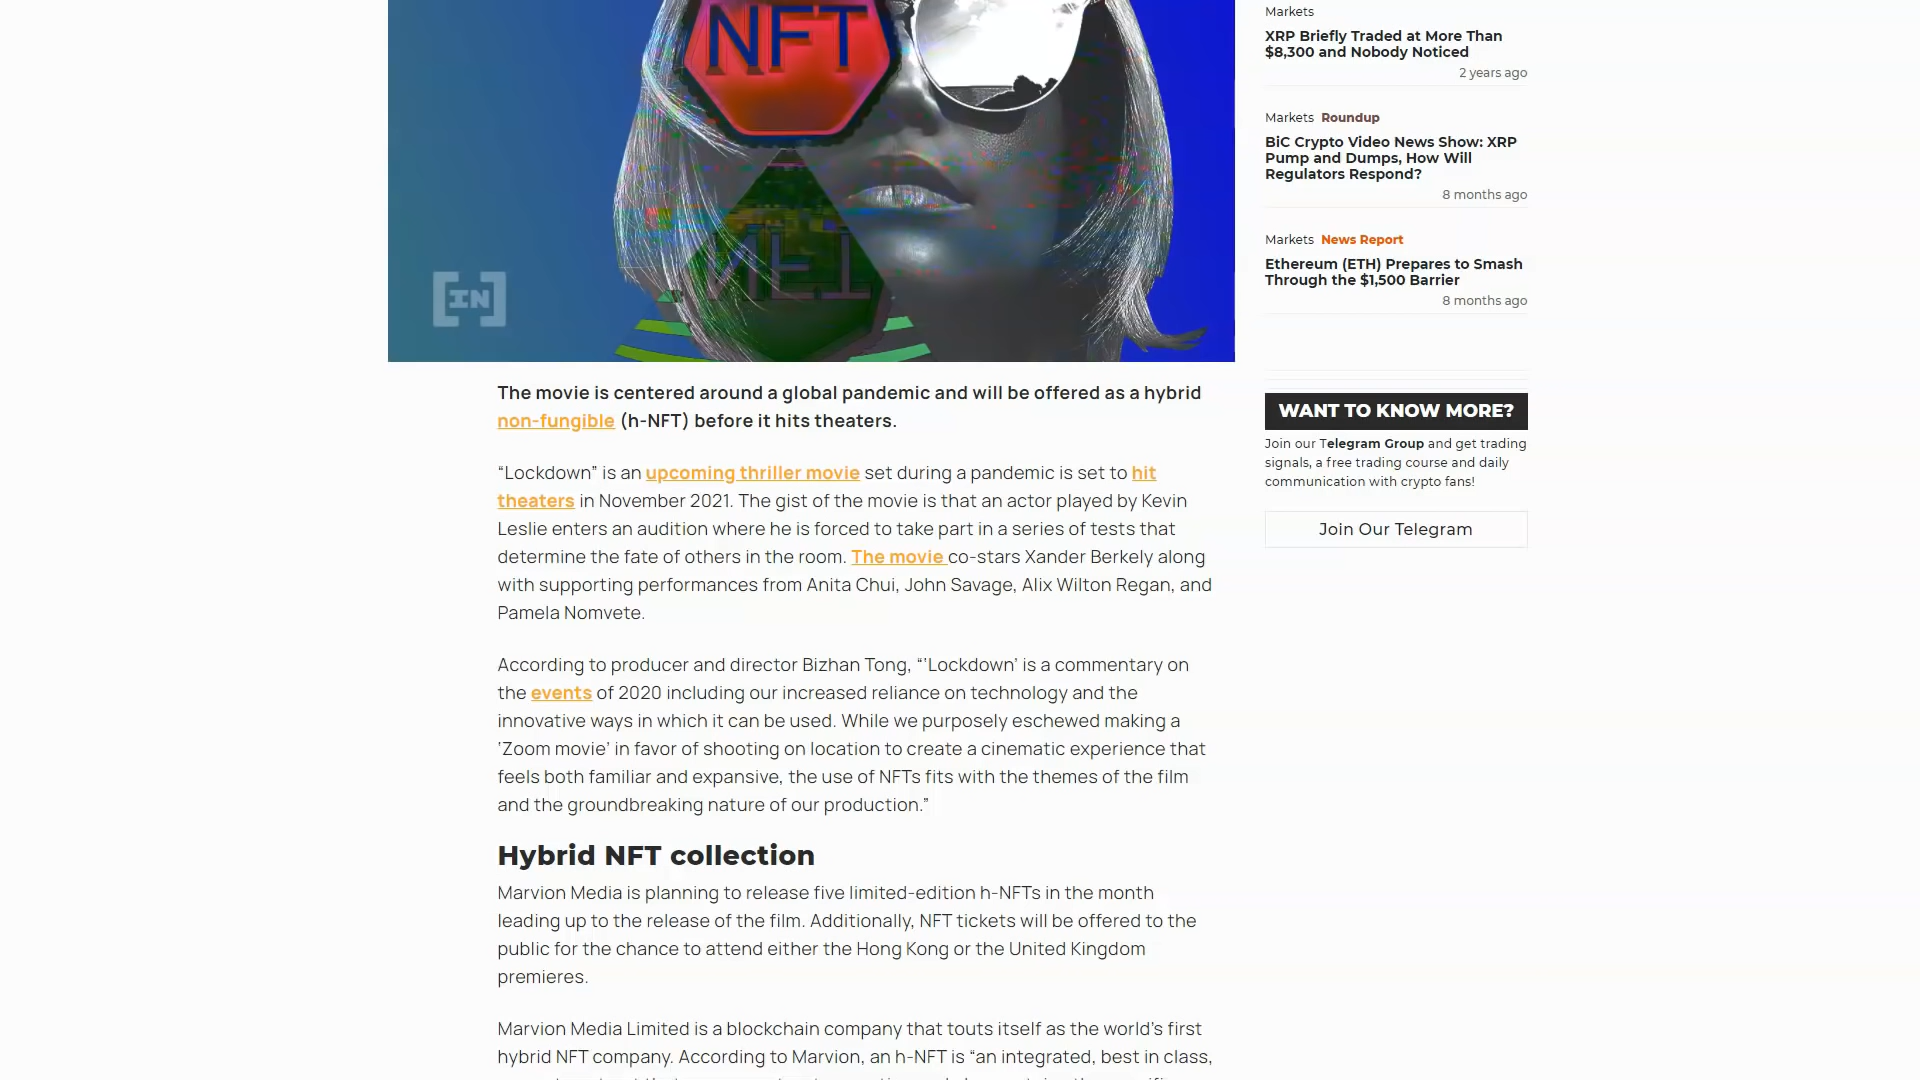 NFT
NFT
[IN]
The movie is centered around a global pandemic and will be offered as a hybrid
non-fungible (h-NFT) before it hits theaters.
“Lockdown” is an upcoming thriller movie set during a pandemic is set to hit
theaters in November 2021. The gist of the movie is that an actor played by Kevin
Leslie enters an audition where he is forced to take part in a series of tests that
determine the fate of others in the room. The movie co-stars Xander Berkely along
with supporting performances from Anita Chui, John Savage, Alix Wilton Regan, and
Pamela Nomvete.
According to producer and director Bizhan Tong, “‘Lockdown’ is a commentary on
the events of 2020 including our increased reliance on technology and the
innovative ways in which it can be used. While we purposely eschewed making a
‘Zoom movie’ in favor of shooting on location to create a cinematic experience that
feels both familiar and expansive, the use of NFTs fits with the themes of the film
and the groundbreaking nature of our production.”
Hybrid NFT collection
Marvion Media is planning to release five limited-edition h-NFTs in the month
leading up to the release of the film. Additionally, NFT tickets will be offered to the
public for the chance to attend either the Hong Kong or the United Kingdom
premieres.
Marvion Media Limited is a blockchain company that touts itself as the world’s first
hybrid NFT company. According to Marvion, an h-NFT is “an integrated, best in class,
Markets
XRP Briefly Traded at More Than
$8,300 and Nobody Noticed
2 years ago
Markets Roundup
BiC Crypto Video News Show: XRP
Pump and Dumps, How Will
Regulators Respond?
8 months ago
Markets News Report
Ethereum (ETH) Prepares to Smash
Through the $1,500 Barrier
8 months ago
WANT TO KNOW MORE?
Join our Telegram Group and get trading
signals, a free trading course and daily
communication with crypto fans!
Join Our Telegram